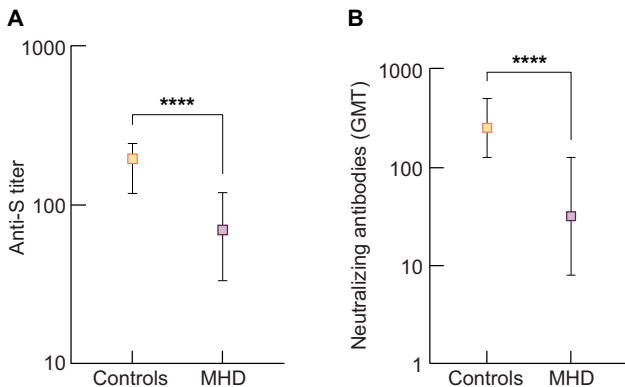 A
Anti-S titer
1000
100
10
****
Controls
MHD
B
Neutralizing antibodies (GMT)
1000
100
10
1
****
Controls
MHD